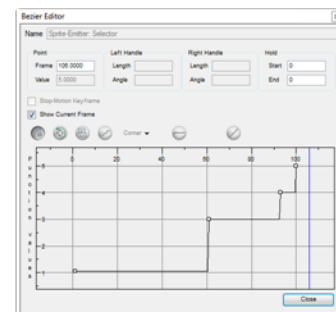 Bezier Editor
Name Sprite-Emitter: Selector
Point Left Handle Right Handle Hold
Frame 106.0000 Length Length Start 0
Value 5.0000 Angle Angle End 0
Stop-Motion Keyframe
Show Current Frame
Corner
0 20 40 60 80 100
Function values
5
4
3
2
1
Close